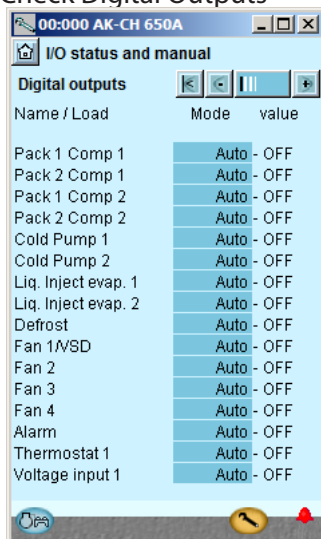 Check Digital Outputs
00:000 AK-CH 650A
I/O status and manual
Digital outputs
Name / Load Mode value
Pack 1 Comp 1 Auto - OFF
Pack 2 Comp 1 Auto - OFF
Pack 1 Comp 2 Auto - OFF
Pack 2 Comp 2 Auto - OFF
Cold Pump 1 Auto - OFF
Cold Pump 2 Auto - OFF
Liq. Inject evap. 1 Auto - OFF
Liq. Inject evap. 2 Auto - OFF
Defrost Auto - OFF
Fan 1/VSD Auto - OFF
Fan 2 Auto - OFF
Fan 3 Auto - OFF
Fan 4 Auto - OFF
Alarm Auto - OFF
Thermostat 1 Auto - OFF
Voltage input 1 Auto - OFF